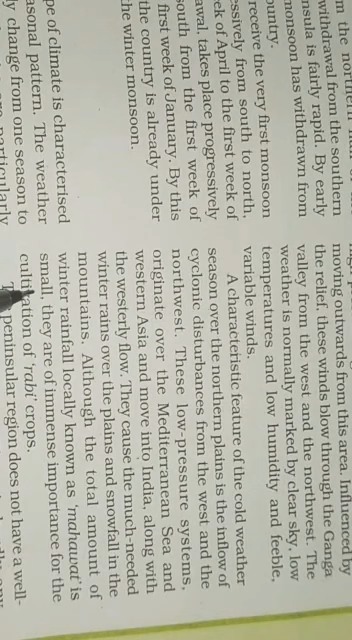 m the northern
withdrawal from the southern
nsula is fairly rapid. By early
monsoon has withdrawn from
ountry.
receive the very first monsoon
essively from south to north,
eek of April to the first week of
awal, takes place progressively
south from the first week of
first week of January. By this
the country is already under
he winter monsoon.
pe of climate is characterised
asonal pattern. The weather
ly change from one season to
particularly
moving outwards from this area. Influenced by
the relief, these winds blow through the Ganga
valley from the west and the northwest. The
weather is normally marked by clear sky, low
temperatures and low humidity and feeble,
variable winds.
A characteristic feature of the cold weather
season over the northern plains is the inflow of
cyclonic disturbances from the west and the
northwest. These low-pressure systems,
originate over the Mediterranean Sea and
western Asia and move into India, along with
the westerly flow. They cause the much-needed
winter rains over the plains and snowfall in the
mountains. Although the total amount of
winter rainfall locally known as 'mahawat' is
small, they are of immense importance for the
cultivation of 'rabi' crops.
peninsular region does not have a well-